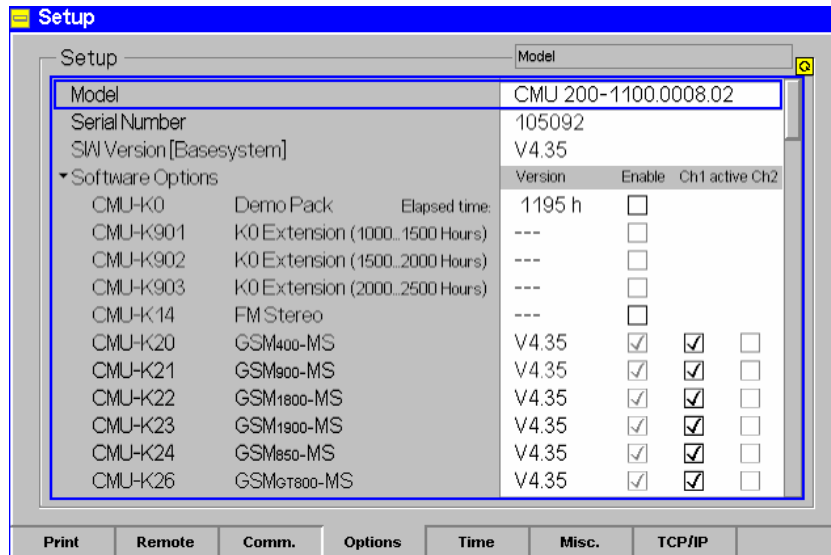 Setup
Setup Model
Model CMU 200-1100.0008.02
Serial Number 105092
S/W Version [Basesystem] V4.35
Software Options Version Enable Ch1 active Ch2
CMU-K0 Demo Pack Elapsed time: 1195 h
CMU-K901 K0 Extension (1000...1500 Hours) ---
CMU-K902 K0 Extension (1500...2000 Hours) ---
CMU-K903 K0 Extension (2000...2500 Hours) ---
CMU-K14 FM Stereo ---
CMU-K20 GSM400-MS V4.35
CMU-K21 GSM900-MS V4.35
CMU-K22 GSM1800-MS V4.35
CMU-K23 GSM1900-MS V4.35
CMU-K24 GSM850-MS V4.35
CMU-K26 GSMGT800-MS V4.35
Print Remote Comm. Options Time Misc. TCP/IP